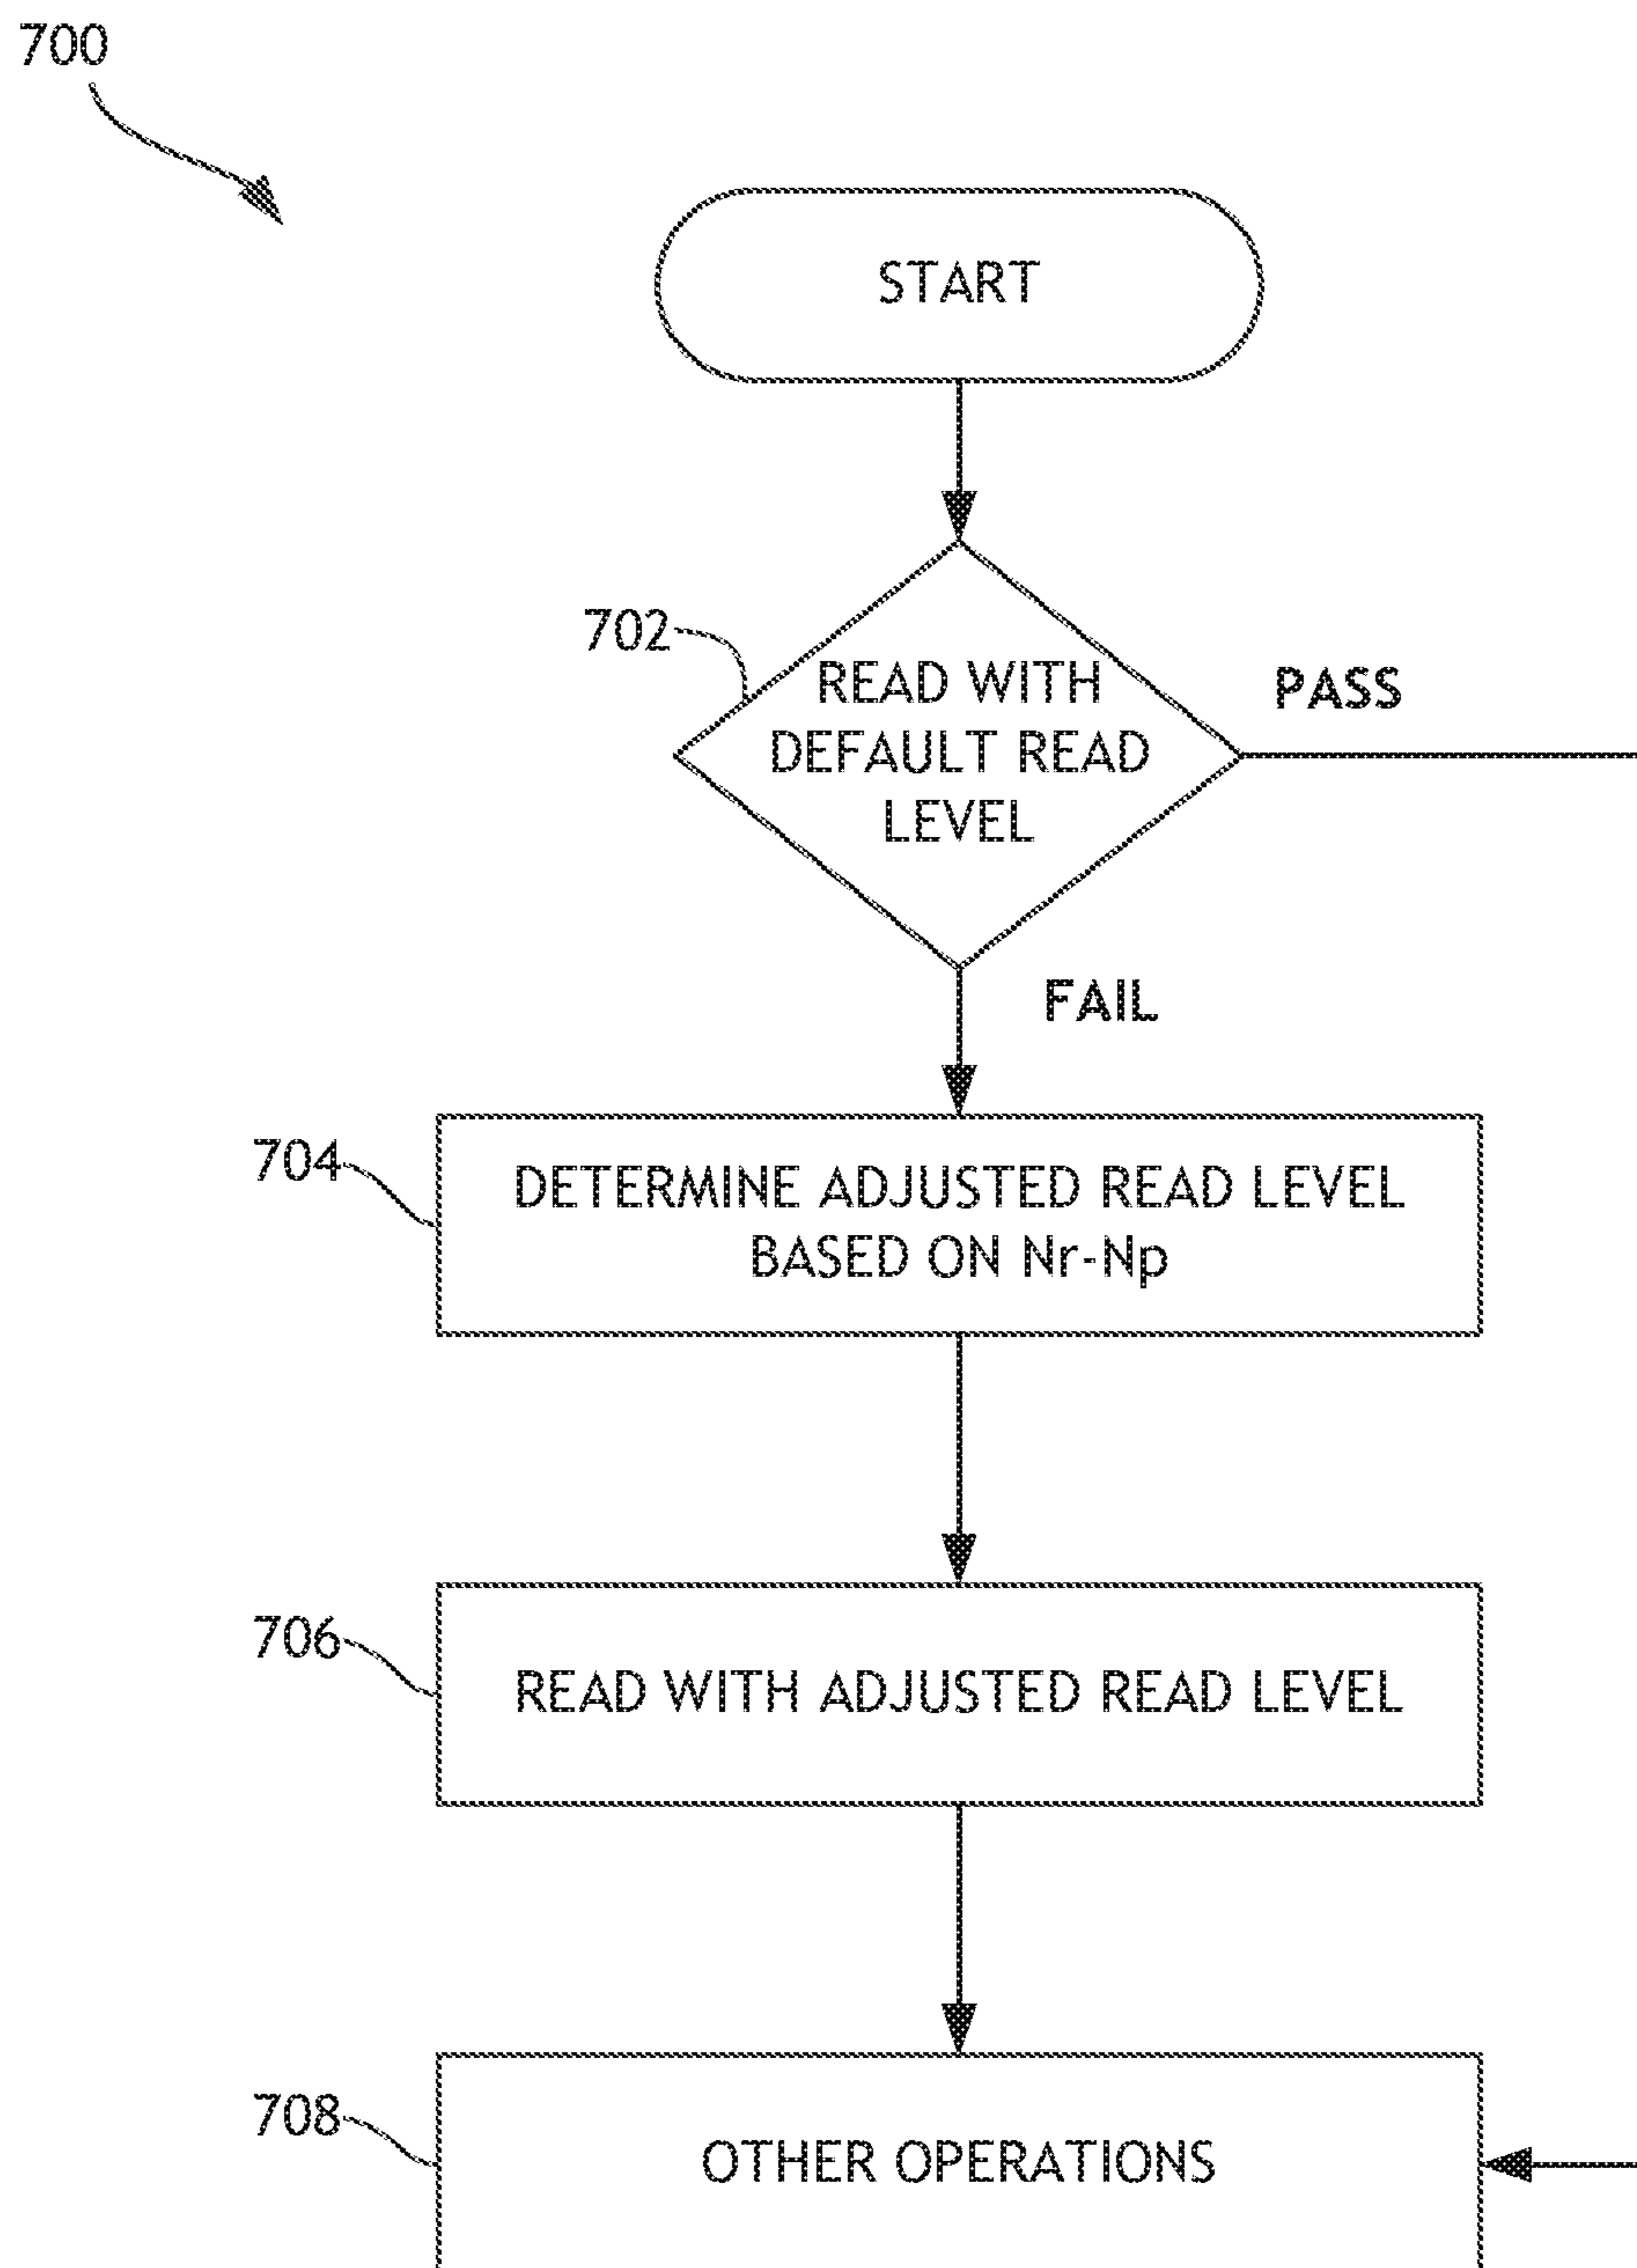 700
START
702
READ WITH
DEFAULT READ
LEVEL
PASS
FAIL
704
DETERMINE ADJUSTED READ LEVEL
BASED ON Nr-Np
706
READ WITH ADJUSTED READ LEVEL
708
OTHER OPERATIONS